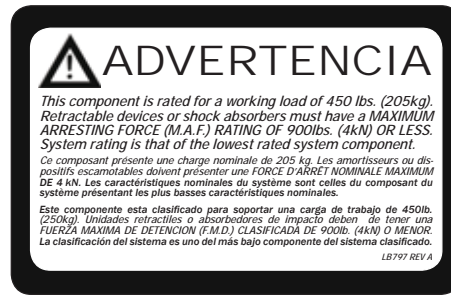 ADVERTENCIA
This component is rated for a working load of 450 lbs. (205kg).
Retractable devices or shock absorbers must have a MAXIMUM
ARRESTING FORCE (M.A.F.) RATING OF 900lbs. (4kN) OR LESS.
System rating is that of the lowest rated system component.
Ce composant présente une charge nominale de 205 kg. Les amortisseurs ou dis-
positifs escamotables doivent présenter une FORCE D'ARRÊT NOMINALE MAXIMUM
DE 4 kN. Les caractéristiques nominales du système sont celles du composant du
système présentant les plus basses caractéristiques nominales.
Este componente esta clasificado para soportar una carga de trabajo de 450lb.
(250kg). Unidades retractiles o absorbedores de impacto deben de tener una
FUERZA MAXIMA DE DETENCION (F.M.D.) CLASIFICADA DE 900lb. (4kN) O MENOR.
La clasificación del sistema es uno del más bajo componente del sistema clasificado.
LB797 REV A